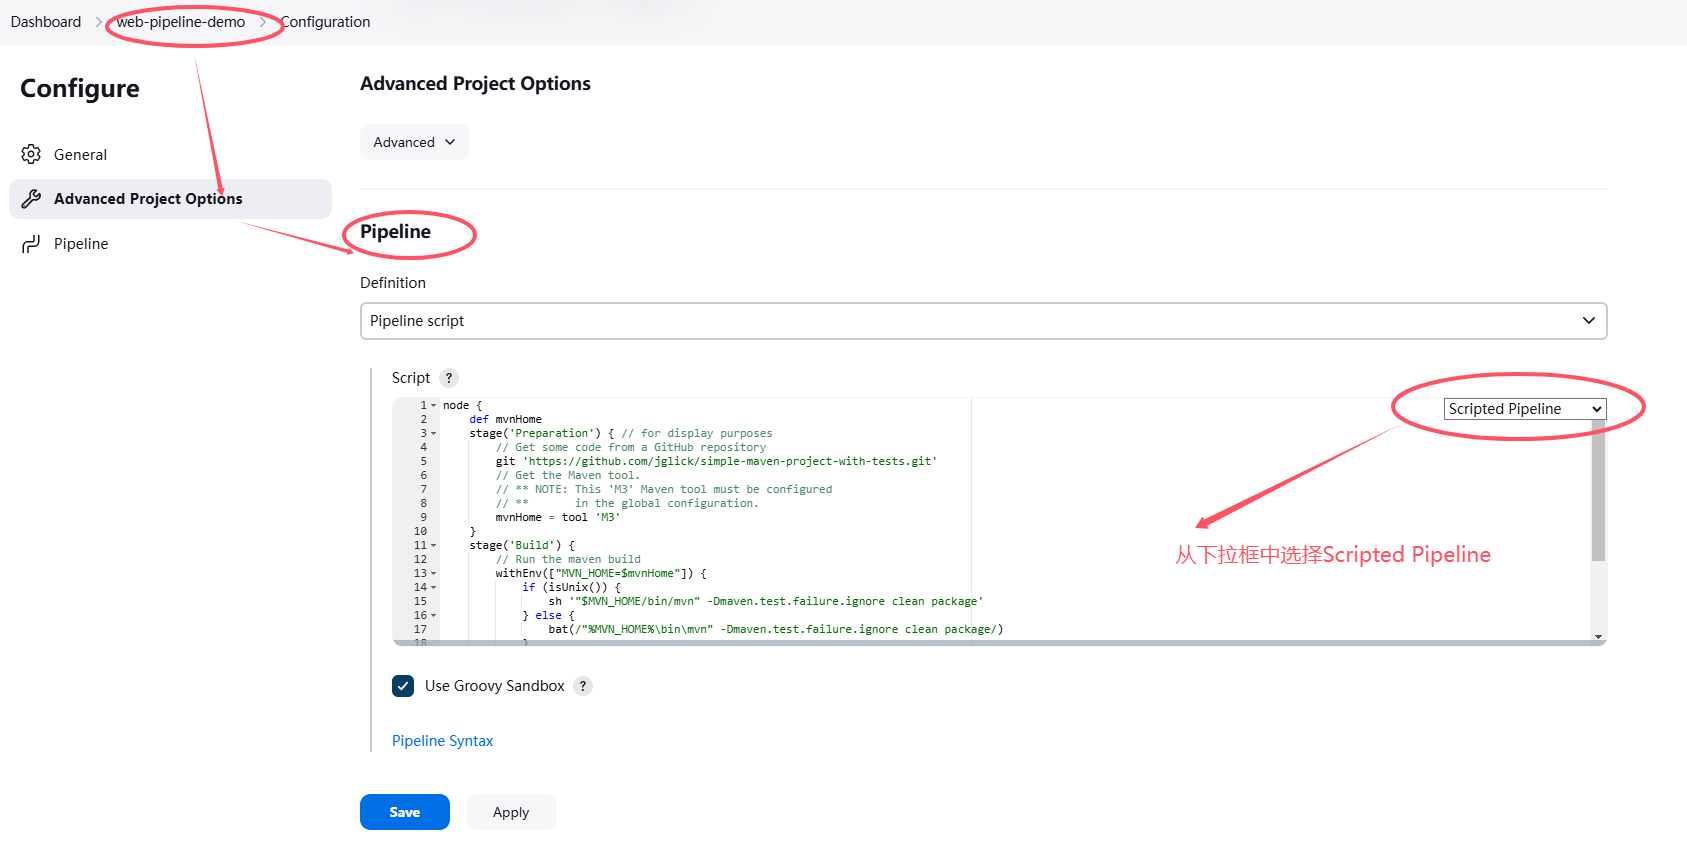 Dashboard > web-pipeline-demo > Configuration
Configure
General
Advanced Project Options
Pipeline
Advanced Project Options
Advanced
Pipeline
Definition
Pipeline script
Script ?
Scripted Pipeline
1 node {
2     def mvnHome
3     stage('Preparation') { // for display purposes
4         // Get some code from a GitHub repository
5         git 'https://github.com/jglick/simple-maven-project-with-tests.git'
6         // Get the Maven tool.
7         // ** NOTE: This 'M3' Maven tool must be configured
8         // **       in the global configuration.
9         mvnHome = tool 'M3'
10     }
11     stage('Build') {
12         // Run the maven build
13         withEnv(["MVN_HOME=$mvnHome"]) {
14             if (isUnix()) {
15                 sh '"$MVN_HOME/bin/mvn" -Dmaven.test.failure.ignore clean package'
16             } else {
17                 bat(/"%MVN_HOME%\bin\mvn" -Dmaven.test.failure.ignore clean package/)
18             }
从下拉框中选择Scripted Pipeline
Use Groovy Sandbox ?
Pipeline Syntax
Save
Apply